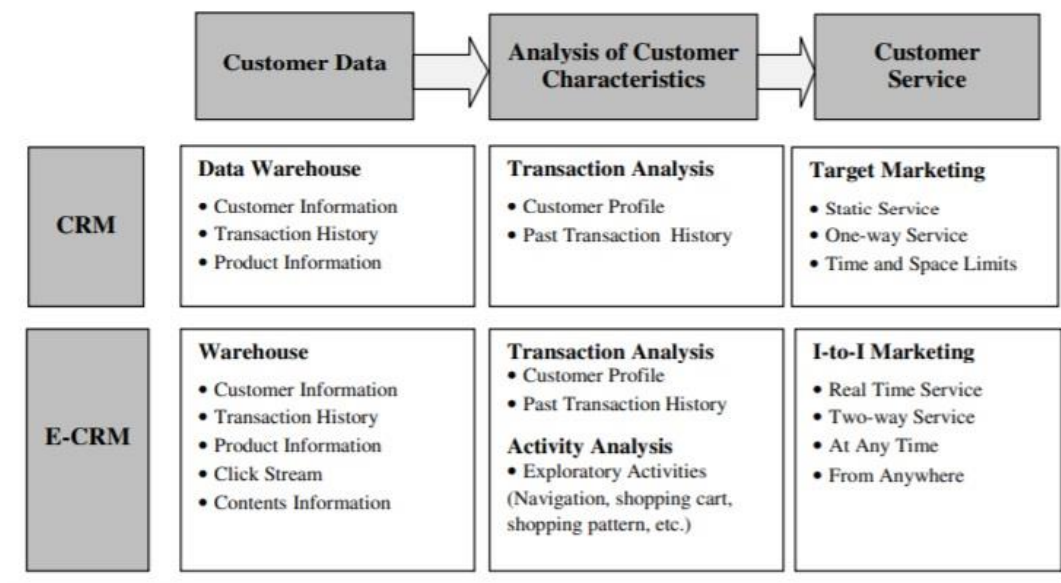 Customer Data
Analysis of Customer
Characteristics
Customer
Service
CRM
Data Warehouse
• Customer Information
• Transaction History
• Product Information
Transaction Analysis
• Customer Profile
• Past Transaction History
Target Marketing
• Static Service
• One-way Service
• Time and Space Limits
E-CRM
Warehouse
• Customer Information
• Transaction History
• Product Information
• Click Stream
• Contents Information
Transaction Analysis
• Customer Profile
• Past Transaction History
Activity Analysis
• Exploratory Activities
(Navigation, shopping cart,
shopping pattern, etc.)
I-to-I Marketing
• Real Time Service
• Two-way Service
• At Any Time
• From Anywhere